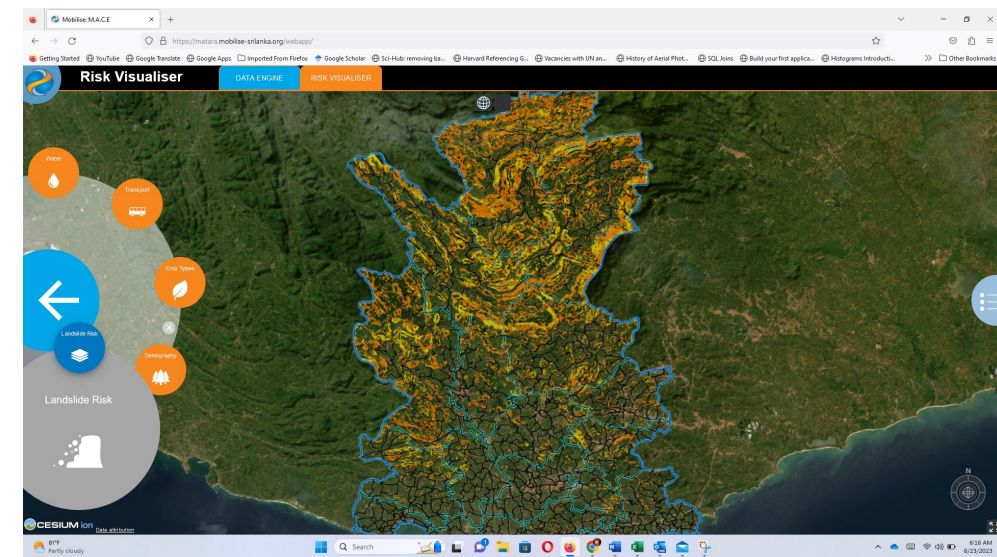 Mobilise: M.A.C.E
https://matara.mobilise-srilanka.org/webapp/
Getting Started YouTube Google Translate Google Apps Imported From Firefox Google Scholar Sci-Hub: removing ba... Harvard Referencing G... Vacancies with UN an... History of Aerial Phot... SQL Joins Build your first applica... Histograms Introducti... Other Bookmarks
Risk Visualiser DATA ENGINE RISK VISUALISER
Water
Transport
Crop Types
Landslide Risk
Demography
Landslide Risk
N
CESIUM ion Data attribution
81°F
Partly cloudy
Search
6:16 AM